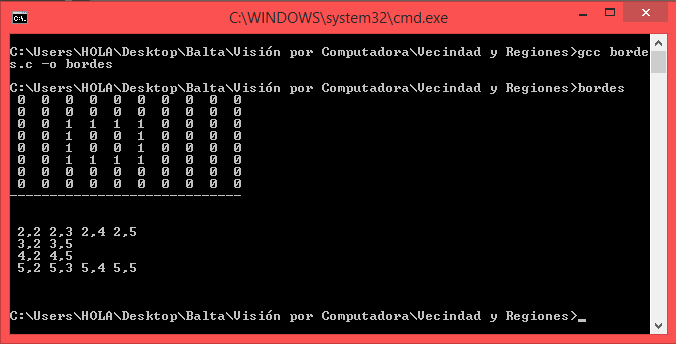 C:\WINDOWS\system32\cmd.exe
C:\Users\HOLA\Desktop\Balta\Visión por Computadora\Vecindad y Regiones>gcc borde
s.c -o bordes
C:\Users\HOLA\Desktop\Balta\Visión por Computadora\Vecindad y Regiones>bordes
0 0 0 0 0 0 0 0 0 0
0 0 0 0 0 0 0 0 0 0
0 0 1 1 1 1 0 0 0 0
0 0 1 0 0 1 0 0 0 0
0 0 1 0 0 1 0 0 0 0
0 0 1 1 1 1 0 0 0 0
0 0 0 0 0 0 0 0 0 0
0 0 0 0 0 0 0 0 0 0
-----------------------------
2,2 2,3 2,4 2,5
3,2 3,5
4,2 4,5
5,2 5,3 5,4 5,5
C:\Users\HOLA\Desktop\Balta\Visión por Computadora\Vecindad y Regiones>_